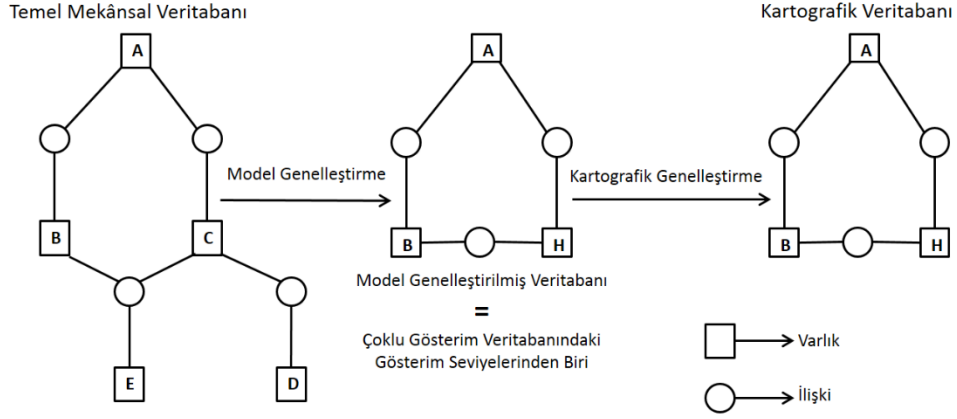 Temel Mekânsal Veritabanı
Kartografik Veritabanı
A
A
A
Model Genelleştirme
Kartografik Genelleştirme
B
C
B
H
B
H
Model Genelleştirilmiş Veritabanı
=
Çoklu Gösterim Veritabanındaki
Gösterim Seviyelerinden Biri
Varlık
E
D
İlişki